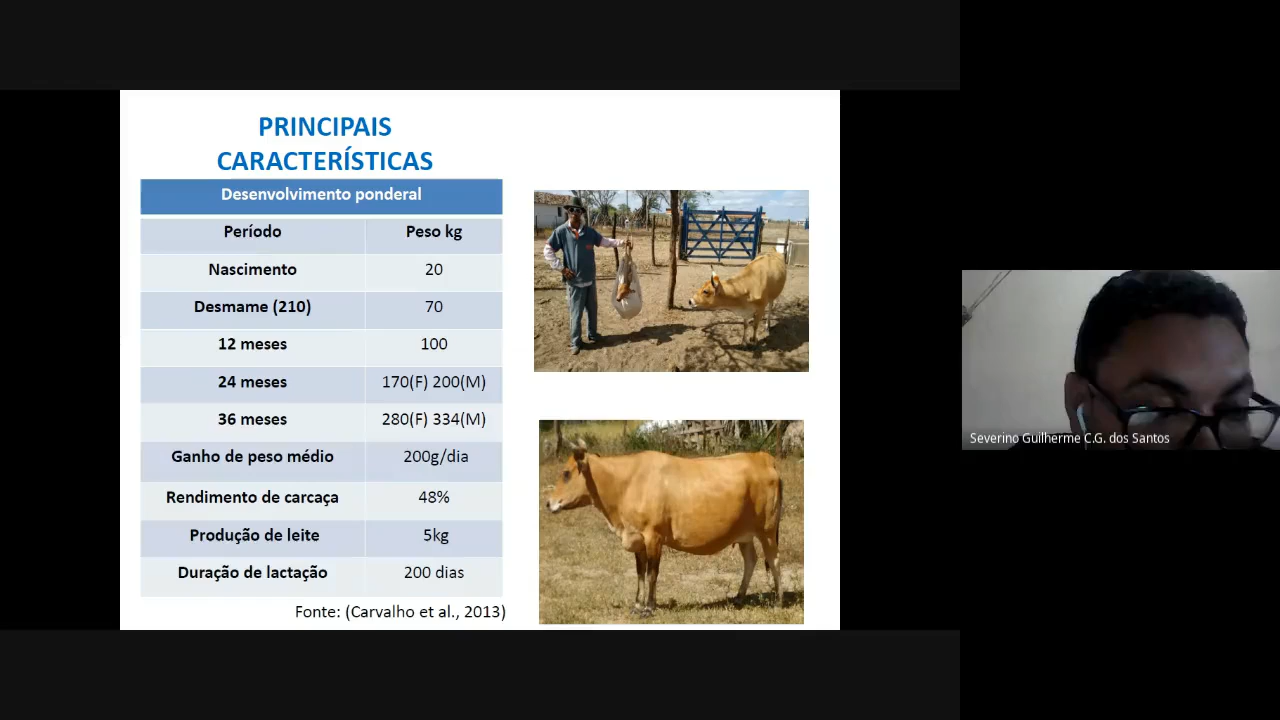 PRINCIPAIS
CARACTERÍSTICAS
Desenvolvimento ponderal
Período Peso kg
Nascimento 20
Desmame (210) 70
12 meses 100
24 meses 170(F) 200(M)
36 meses 280(F) 334(M)
Ganho de peso médio 200g/dia
Rendimento de carcaça 48%
Produção de leite 5kg
Duração de lactação 200 dias
Fonte: (Carvalho et al., 2013)
Severino Guilherme C.G. dos Santos